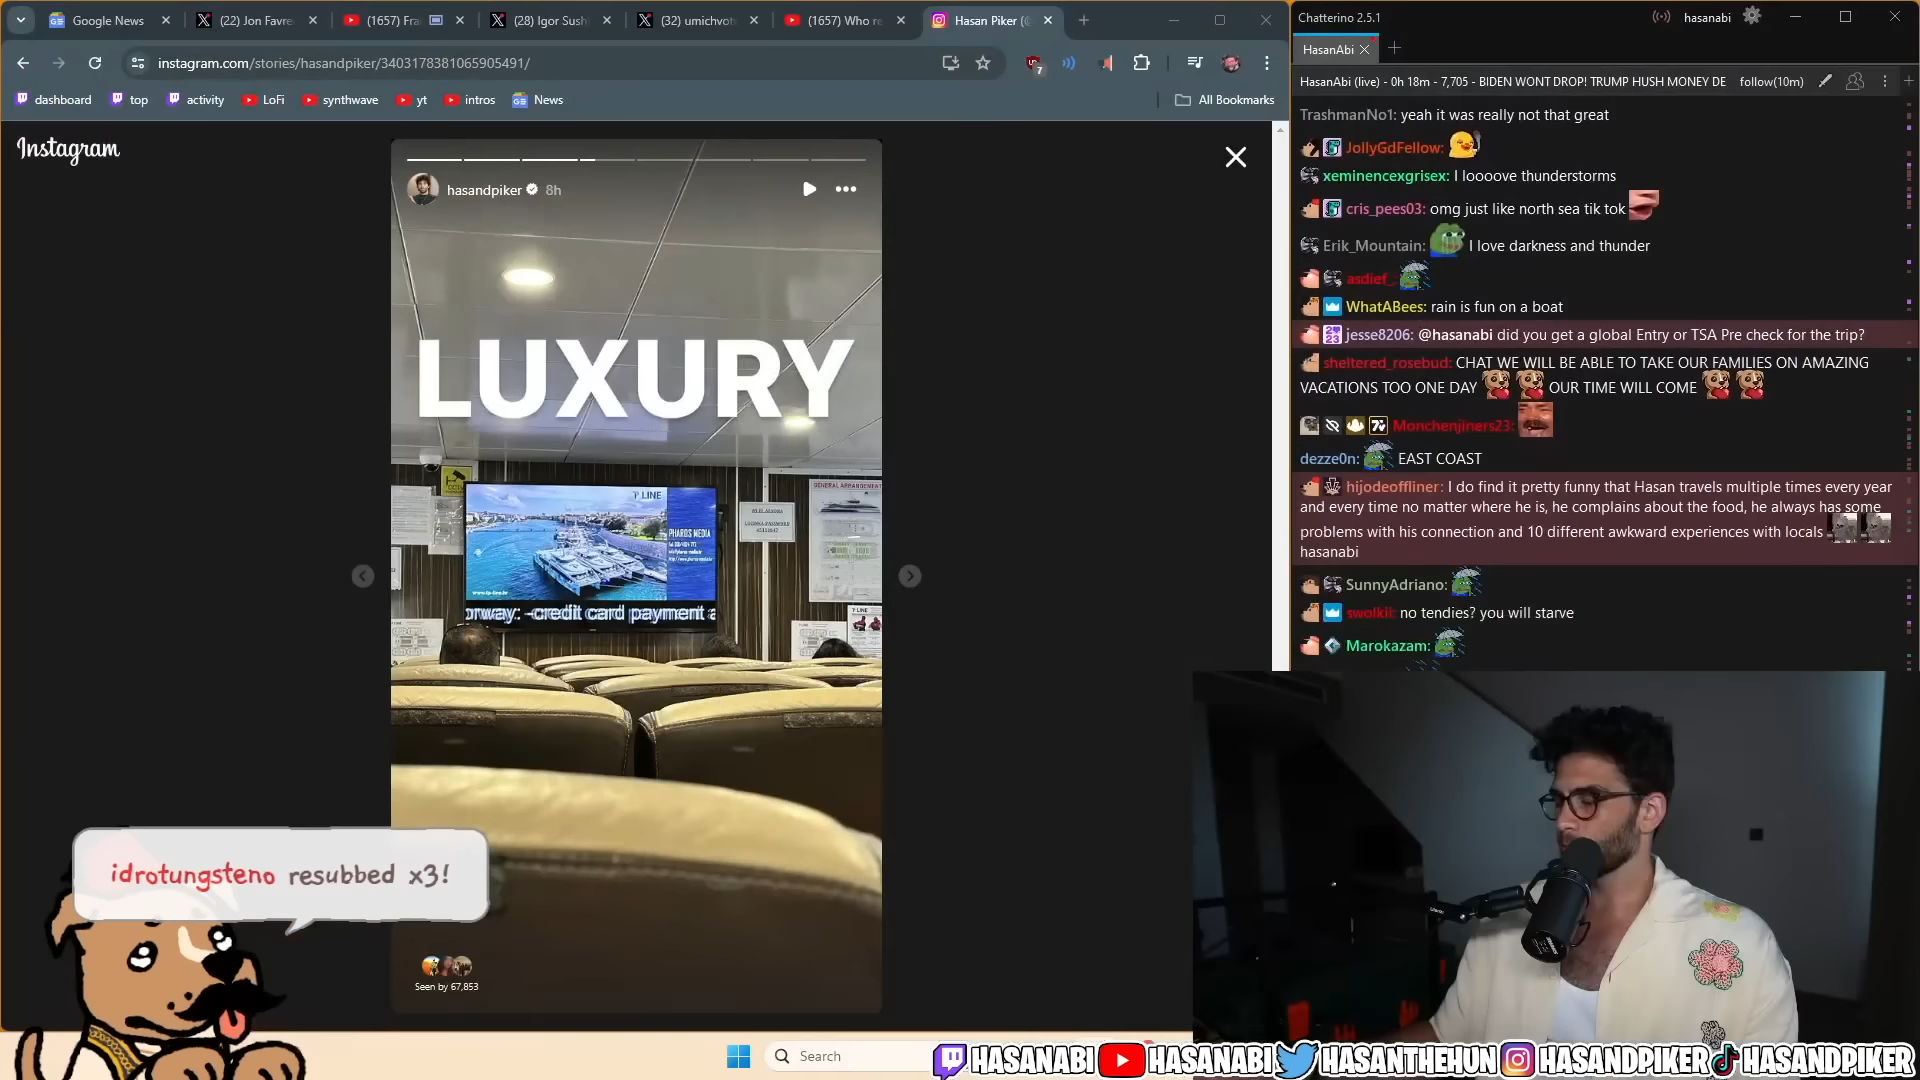 Google News
(22) Jon Favre
(1657) Fra
(28) Igor Sush
(32) umichvot
(1657) Who re
Hasan Piker (@
instagram.com/stories/hasandpiker/3403178381065905491/
7
dashboard
top
activity
LoFi
synthwave
yt
intros
News
All Bookmarks
Instagram
hasandpiker 8h
LUXURY
GENERAL ARRANGEMENT
LINE
PHAROS MEDIA
orway: -credit card payment a
LINE
Seen by 67,853
idrotungsteno resubbed x3!
Search
Chatterino 2.5.1
hasanabi
HasanAbi
HasanAbi (live) - 0h 18m - 7,705 - BIDEN WONT DROP! TRUMP HUSH MONEY DE
follow(10m)
TrashmanNo1: yeah it was really not that great
JollyGdFellow:
xeminencexgrisex: I loooove thunderstorms
cris_pees03: omg just like north sea tik tok
Erik_Mountain: I love darkness and thunder
asdief_:
WhatABees: rain is fun on a boat
jesse8206: @hasanabi did you get a global Entry or TSA Pre check for the trip?
sheltered_rosebud: CHAT WE WILL BE ABLE TO TAKE OUR FAMILIES ON AMAZING
VACATIONS TOO ONE DAY OUR TIME WILL COME
Monchenjiners23:
dezze0n: EAST COAST
hijodeoffliner: I do find it pretty funny that Hasan travels multiple times every year
and every time no matter where he is, he complains about the food, he always has some
problems with his connection and 10 different awkward experiences with locals
hasanabi
SunnyAdriano:
swolkii: no tendies? you will starve
Marokazam:
HASANABI HASANABI HASANTHEHUN HASANDPIKER HASANDPIKER